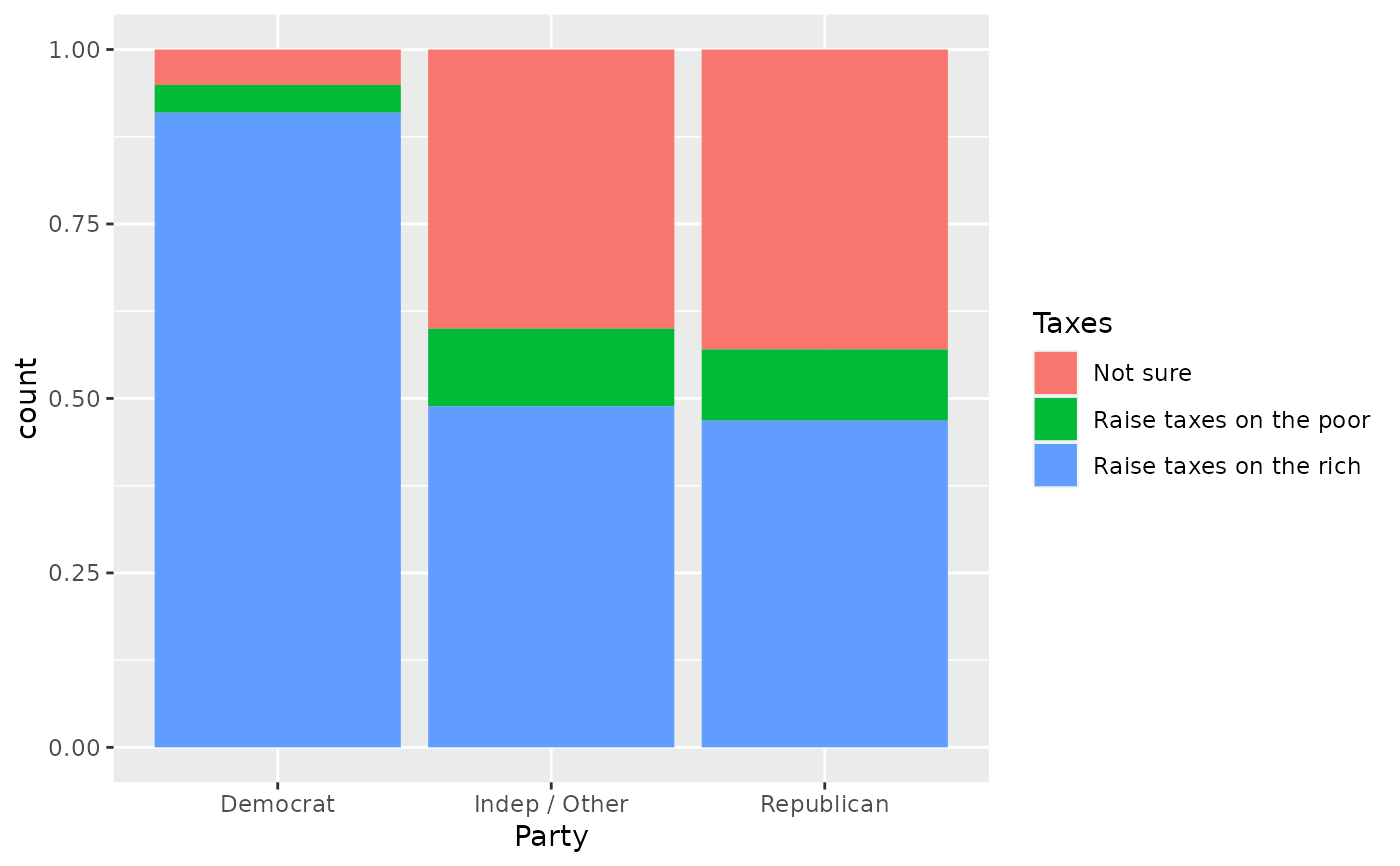 1.00
0.75
0.50
0.25
0.00
count
Democrat
Indep / Other
Republican
Party
Taxes
Not sure
Raise taxes on the poor
Raise taxes on the rich